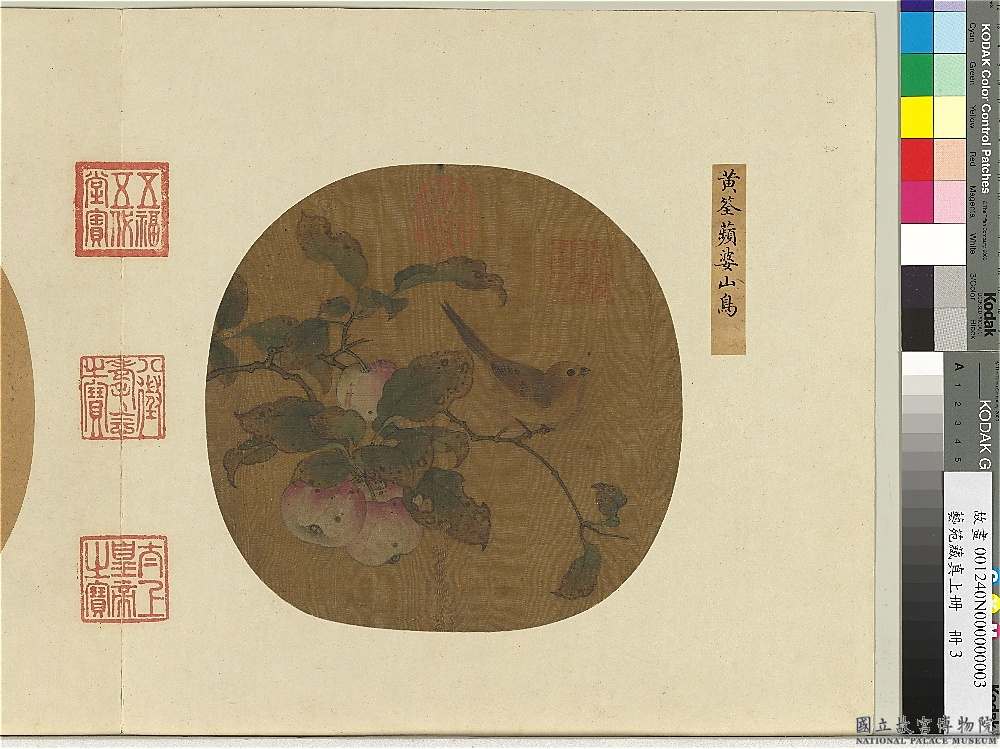 黃筌蘋婆山鳥
五福五代堂寶
八徵耄念之寶
太上皇帝之寶
KODAK Color Control Patches
Cyan
Green
Yellow
Red
Magenta
White
3/Color
Black
Kodak
A 1 2 3 4 5
KODAK G
故畫 001240N000000003
藝苑藏真上冊 冊3
國立故宮博物院
NATIONAL PALACE MUSEUM